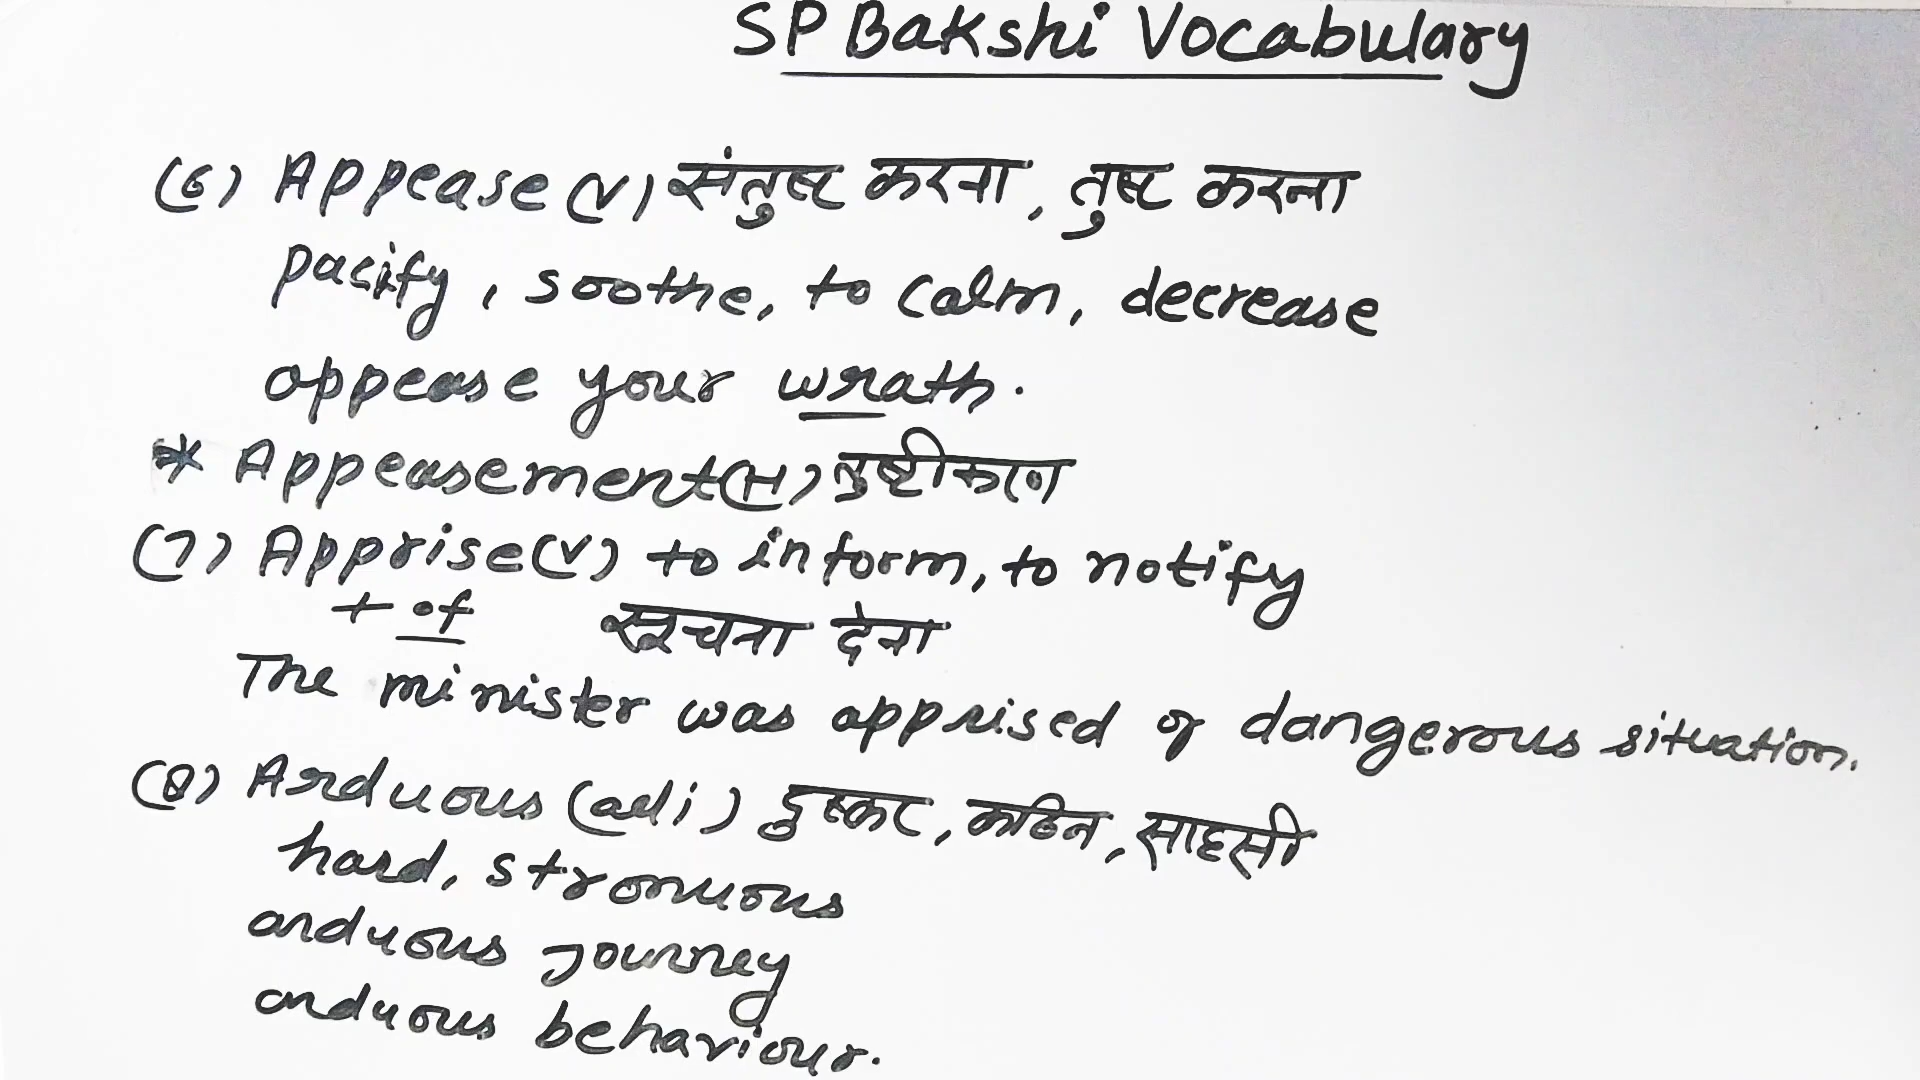 SP Bakshi Vocabulary
(6) Appease (v) संतुष्ट करना, तुष्ट करना
pacify, soothe, to calm, decrease
appease your wrath.
* Appeasement(n) तुष्टीकरण
(7) Apprise(v) to inform, to notify
+ of सूचना देना
The minister was apprised of dangerous situation.
(8) Arduous (adj) दुष्कर, कठिन, साहसी
hard, stronuous
arduous journey
arduous behaviour.